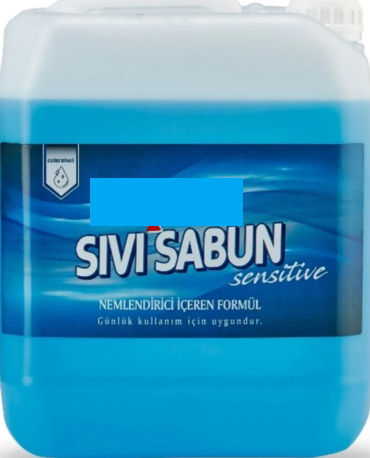 SIVI SABUN
sensitive
NEMLENDİRİCİ İÇEREN FORMÜL
Günlük kullanım için uygundur.